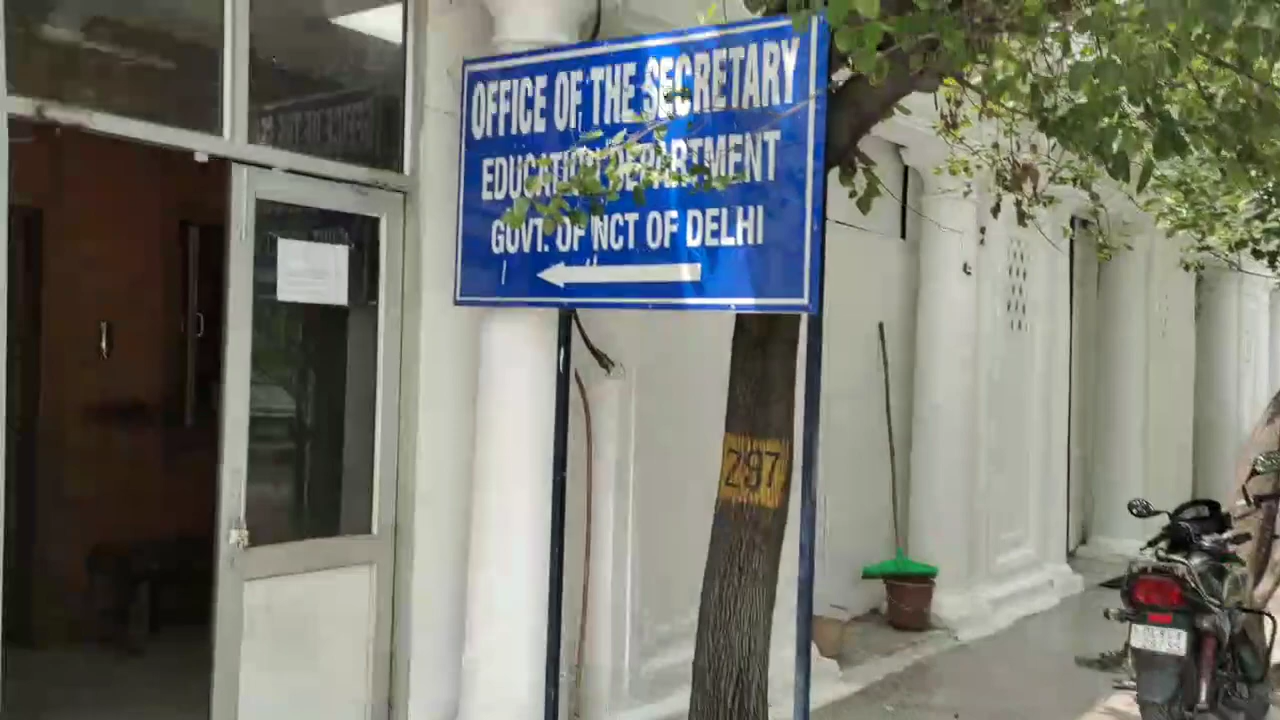 OFFICE OF THE SECRETARY
EDUCATION DEPARTMENT
GOVT. OF NCT OF DELHI
297